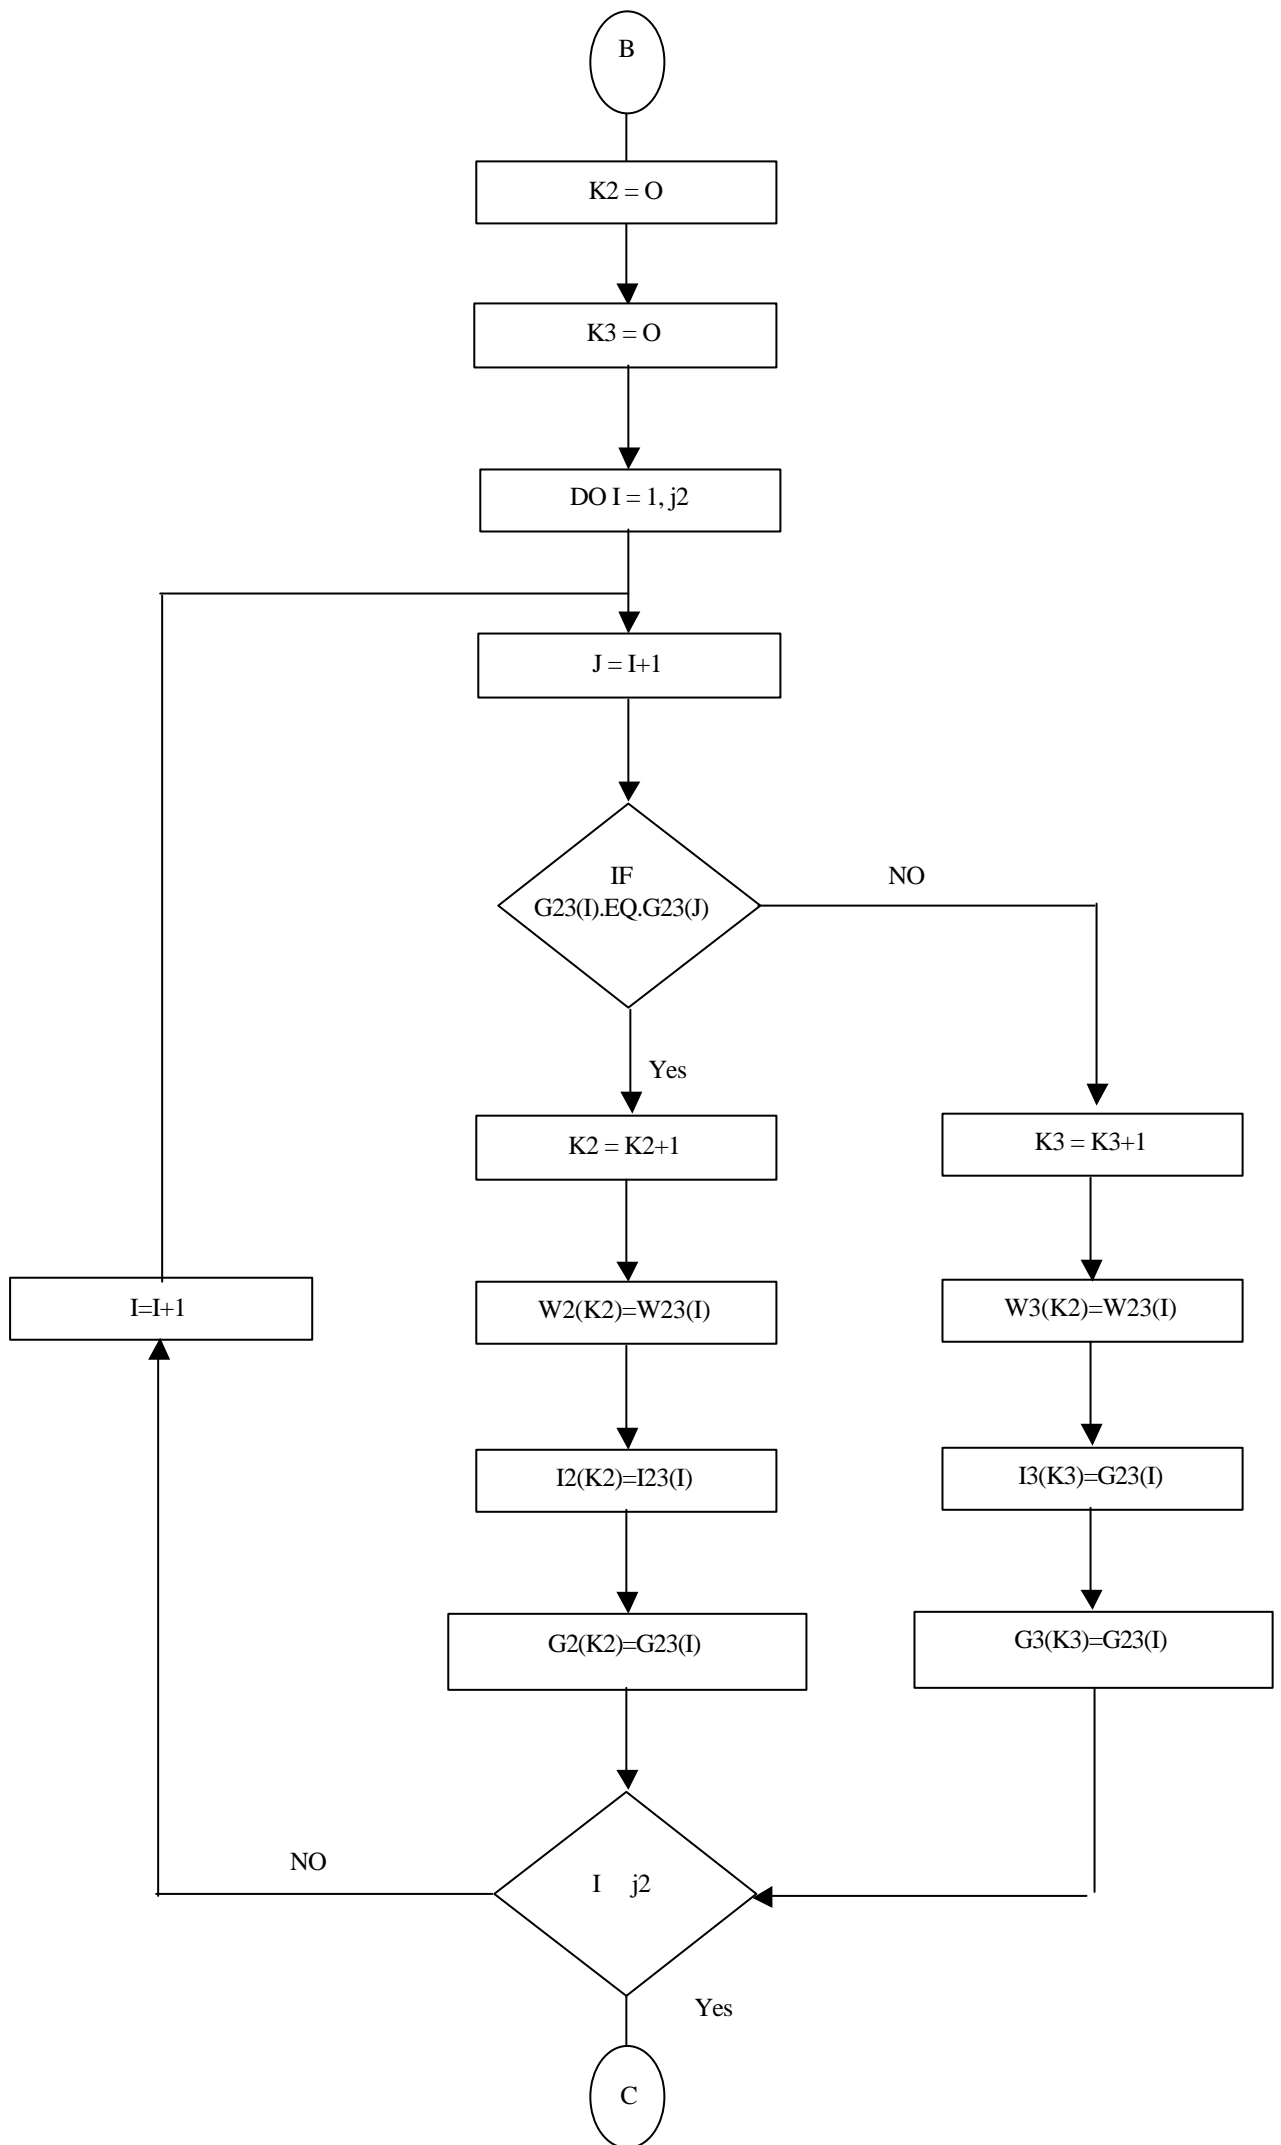 B
K2 = O
K3 = O
DO I = 1, j2
J = I+1
IF
G23(I).EQ.G23(J)
NO
Yes
K2 = K2+1
K3 = K3+1
I=I+1
W2(K2)=W23(I)
W3(K2)=W23(I)
I2(K2)=I23(I)
I3(K3)=G23(I)
G2(K2)=G23(I)
G3(K3)=G23(I)
NO
I j2
Yes
C